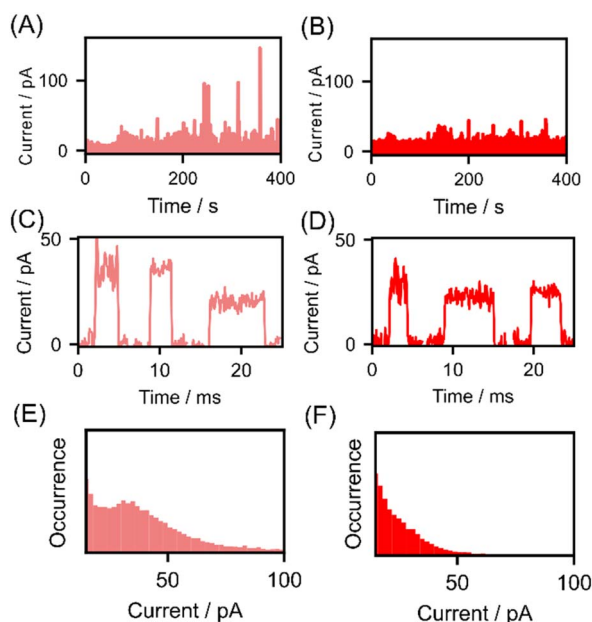 (A)
Current / pA
100
0
0
200
400
Time / s
(B)
Current / pA
100
0
0
200
400
Time / s
(C)
Current / pA
50
0
0
10
20
Time / ms
(D)
Current / pA
50
0
0
10
20
Time / ms
(E)
Occurrence
50
100
Current / pA
(F)
Occurrence
50
100
Current / pA